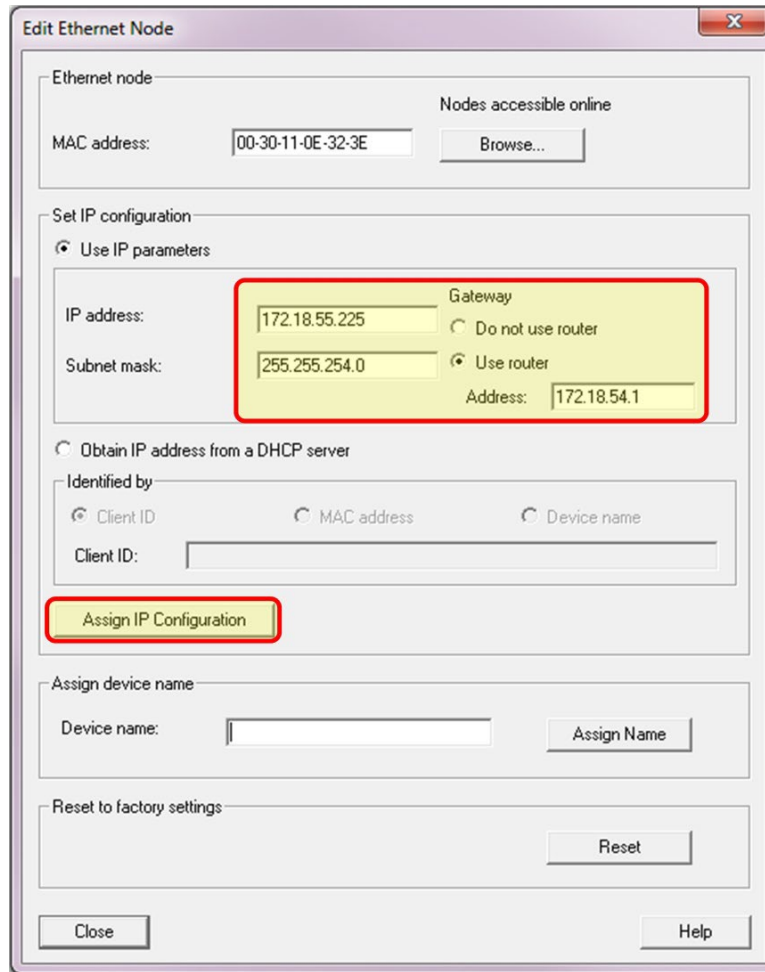 Edit Ethernet Node
Ethernet node
Nodes accessible online
MAC address:
00-30-11-0E-32-3E
Browse...
Set IP configuration
Use IP parameters
Gateway
IP address:
172.18.55.225
Do not use router
Subnet mask:
255.255.254.0
Use router
Address:
172.18.54.1
Obtain IP address from a DHCP server
Identified by
Client ID
MAC address
Device name
Client ID:
Assign IP Configuration
Assign device name
Device name:
Assign Name
Reset to factory settings
Reset
Close
Help